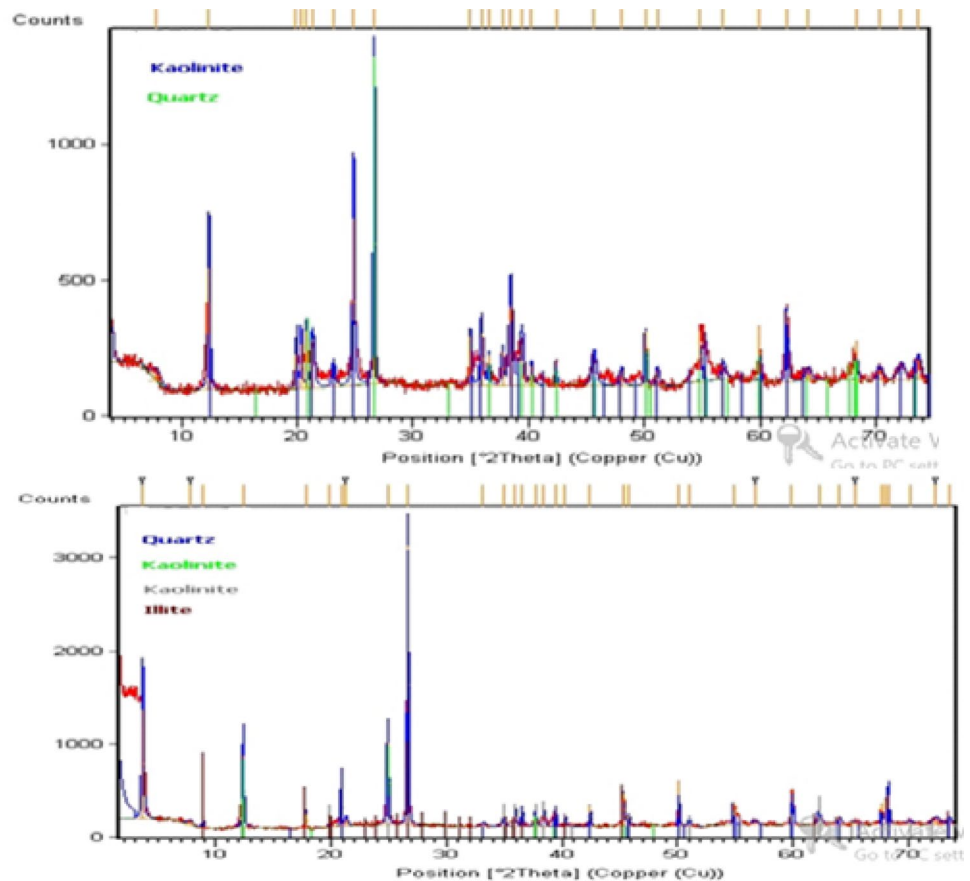 Counts
Kaolinite
Quartz
1000
500
0
10 20 30 40 50 60 70
Position [°2Theta] (Copper (Cu))
Activate
Go to PC sett
Counts
Quartz
Kaolinite
Kaolinite
Illite
3000
2000
1000
0
10 20 30 40 50 60 70
Position [°2Theta] (Copper (Cu))
Go to